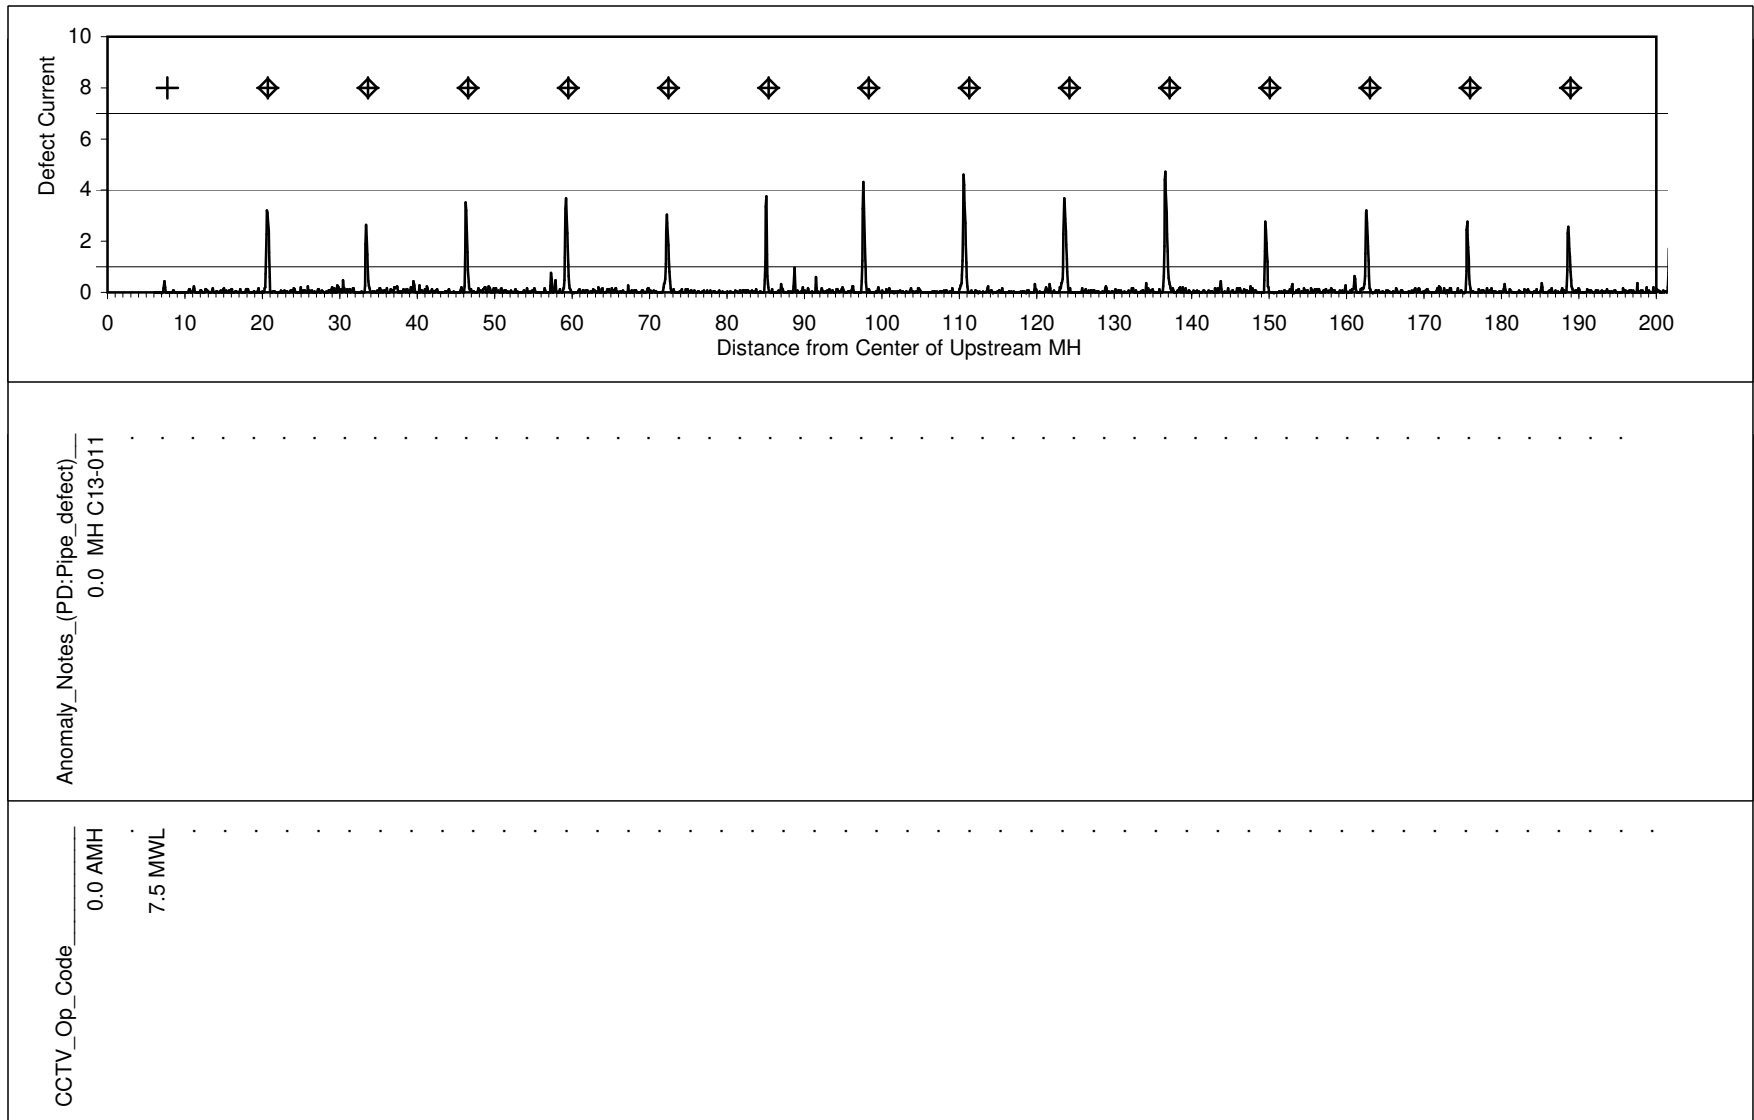 10
8
6
4
2
0
Defect Current
0 10 20 30 40 50 60 70 80 90 100 110 120 130 140 150 160 170 180 190 200
Distance from Center of Upstream MH
Anomaly_Notes_(PD:Pipe_defect)__
0.0 MH C13-011
CCTV_Op_Code__________
0.0 AMH
7.5 MWL